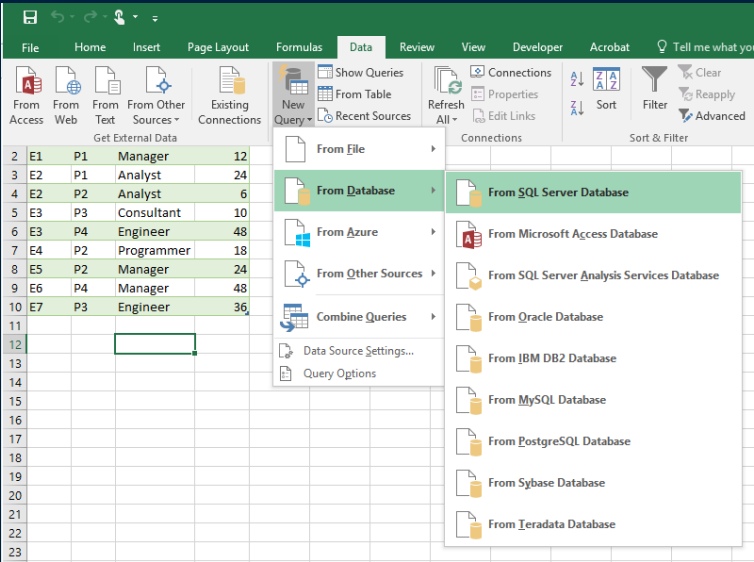 File Home Insert Page Layout Formulas Data Review View Developer Acrobat Tell me what you
From Access
From Web
From Text
From Other Sources
Existing Connections
New Query
Show Queries
From Table
Recent Sources
Refresh All
Connections
Properties
Edit Links
Sort
Filter
Clear
Reapply
Advanced
Get External Data
Connections
Sort & Filter
2 E1 P1 Manager 12
3 E2 P1 Analyst 24
4 E2 P2 Analyst 6
5 E3 P3 Consultant 10
6 E3 P4 Engineer 48
7 E4 P2 Programmer 18
8 E5 P2 Manager 24
9 E6 P4 Manager 48
10 E7 P3 Engineer 36
11
12
13
14
15
16
17
18
19
20
21
22
23
From File
From Database
From Azure
From Other Sources
Combine Queries
Data Source Settings...
Query Options
From SQL Server Database
From Microsoft Access Database
From SQL Server Analysis Services Database
From Oracle Database
From IBM DB2 Database
From MySQL Database
From PostgreSQL Database
From Sybase Database
From Teradata Database